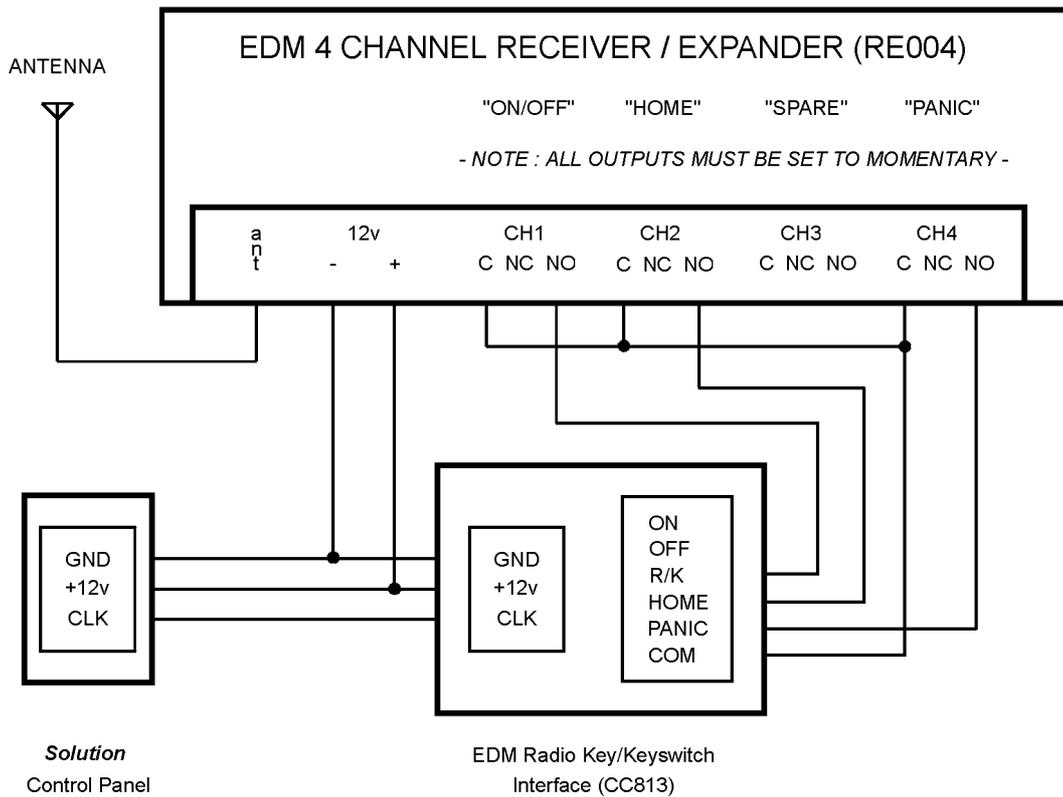 EDM 4 CHANNEL RECEIVER / EXPANDER (RE004)
ANTENNA
"ON/OFF" "HOME" "SPARE" "PANIC"
- NOTE : ALL OUTPUTS MUST BE SET TO MOMENTARY -
ant 12v CH1 CH2 CH3 CH4
- + C NC NO C NC NO C NC NO C NC NO
GND
+12v
CLK
GND
+12v
CLK
ON
OFF
R/K
HOME
PANIC
COM
Solution
Control Panel
EDM Radio Key/Keyswitch
Interface (CC813)